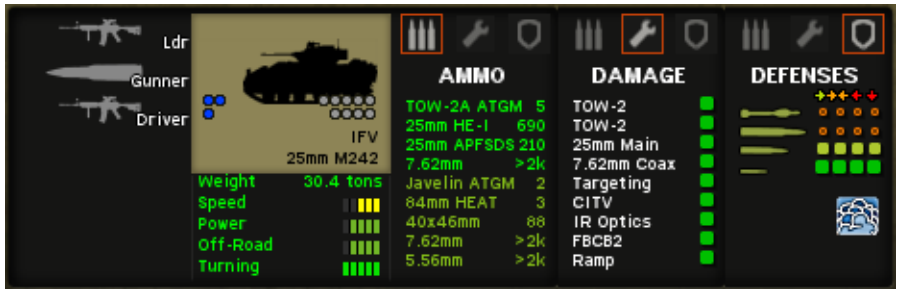 Ldr
Gunner
Driver
IFV
25mm M242
Weight 30.4 tons
Speed
Power
Off-Road
Turning
AMMO
TOW-2A ATGM 5
25mm HE-I 690
25mm APFSDS 210
7.62mm >2k
Javelin ATGM 2
84mm HEAT 3
40x46mm 88
7.62mm >2k
5.56mm >2k
DAMAGE
TOW-2
TOW-2
25mm Main
7.62mm Coax
Targeting
CITV
IR Optics
FBCB2
Ramp
DEFENSES